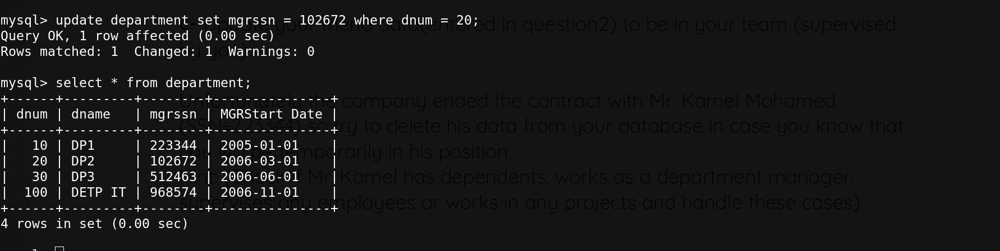 mysql> update department set mgrssn = 102672 where dnum = 20;
Query OK, 1 row affected (0.00 sec)
Rows matched: 1  Changed: 1  Warnings: 0
mysql> select * from department;
+------+---------+--------+---------------+
| dnum | dname   | mgrssn | MGRStart Date |
+------+---------+--------+---------------+
|   10 | DP1     | 223344 | 2005-01-01    |
|   20 | DP2     | 102672 | 2006-03-01    |
|   30 | DP3     | 512463 | 2006-06-01    |
|  100 | DETP IT | 968574 | 2006-11-01    |
+------+---------+--------+---------------+
4 rows in set (0.00 sec)
Update your friend data(entered in question2) to be in your team (supervised
by you)
Unfortunately the company ended the contract with Mr. Kamel Mohamed
(SSN=223344) so try to delete his data from your database in case you know that
you will be temporarily in his position.
Hint: (Check if Mr. Kamel has dependents, works as a department manager,
supervises any employees or works in any projects and handle these cases).